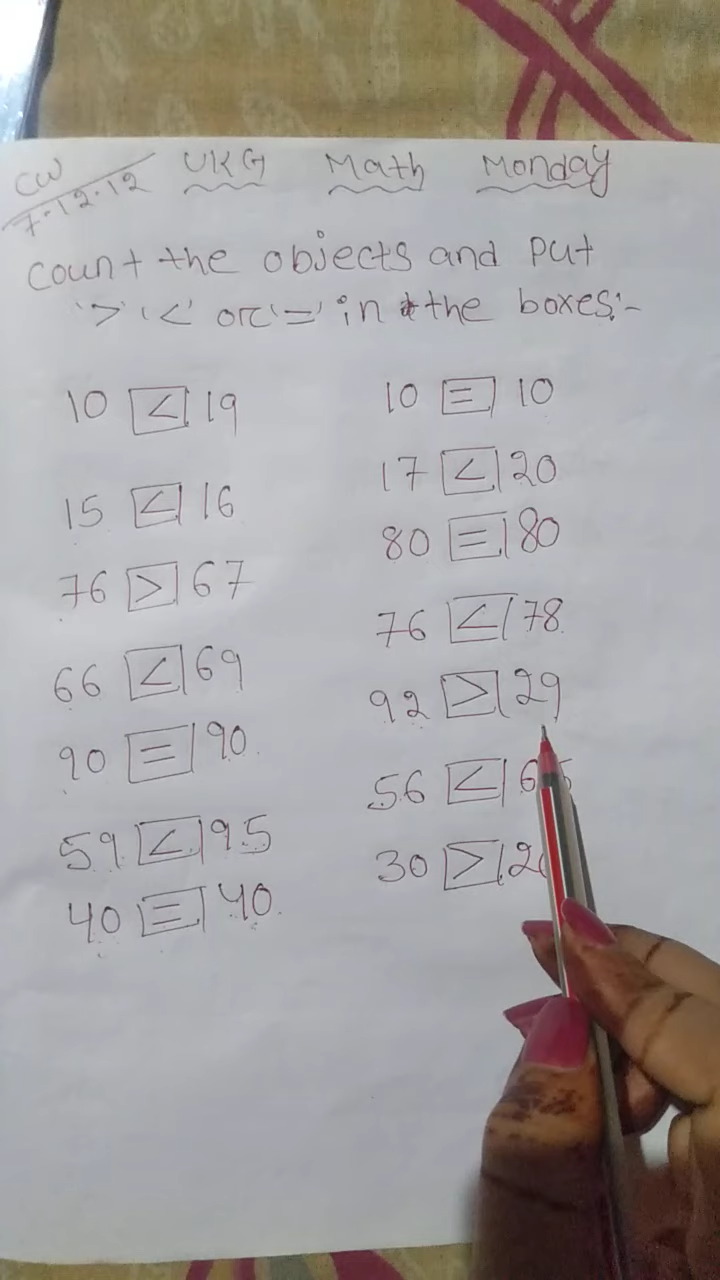 CW UKG Math Monday
7.12.12
Count the objects and put
'>' '<' or '=' in the boxes:-
10 < 19
15 < 16
76 > 67
66 < 69
90 = 90
59 < 95
40 = 40
10 = 10
17 < 20
80 = 80
76 < 78
92 > 29
56 <
30 >